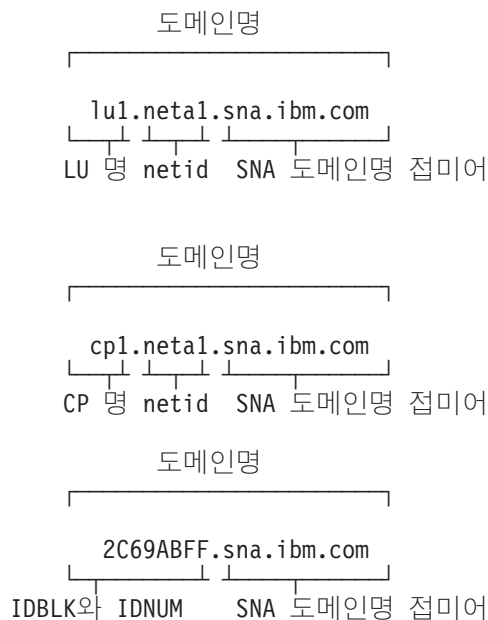 도메인명
lu1.neta1.sna.ibm.com
LU 명 netid SNA 도메인명 접미어
도메인명
cp1.neta1.sna.ibm.com
CP 명 netid SNA 도메인명 접미어
도메인명
2C69ABFF.sna.ibm.com
IDBLK와 IDNUM SNA 도메인명 접미어